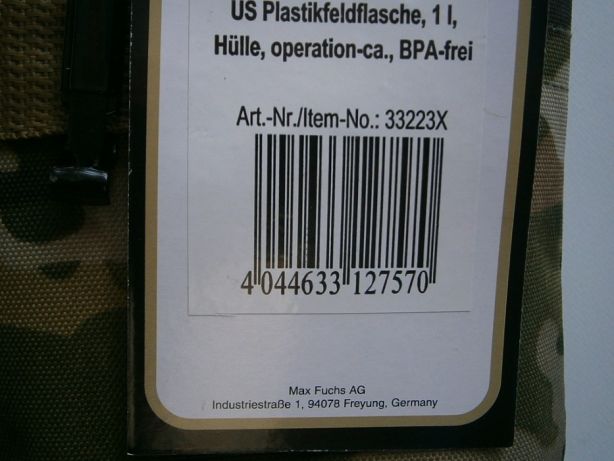 US Plastikfeldflasche, 1 l,
Hülle, operation-ca., BPA-frei
Art.-Nr./Item-No.: 33223X
4 044633 127570
Max Fuchs AG
Industriestraße 1, 94078 Freyung, Germany